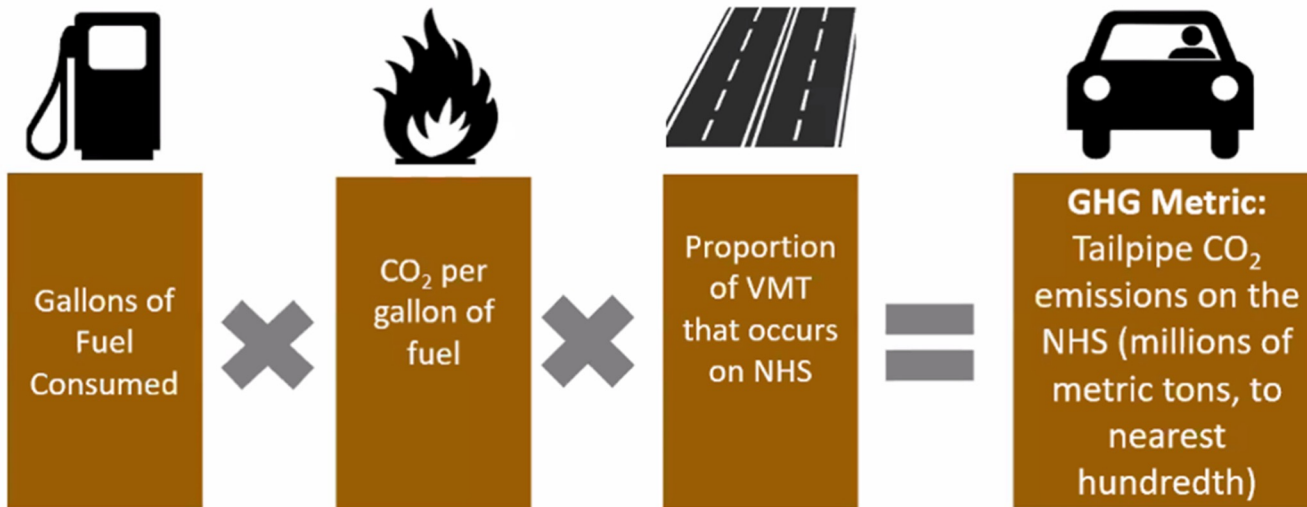 Gallons of
Fuel
Consumed
CO₂ per
gallon of
fuel
Proportion
of VMT
that occurs
on NHS
GHG Metric:
Tailpipe CO₂
emissions on the
NHS (millions of
metric tons, to
nearest
hundredth)